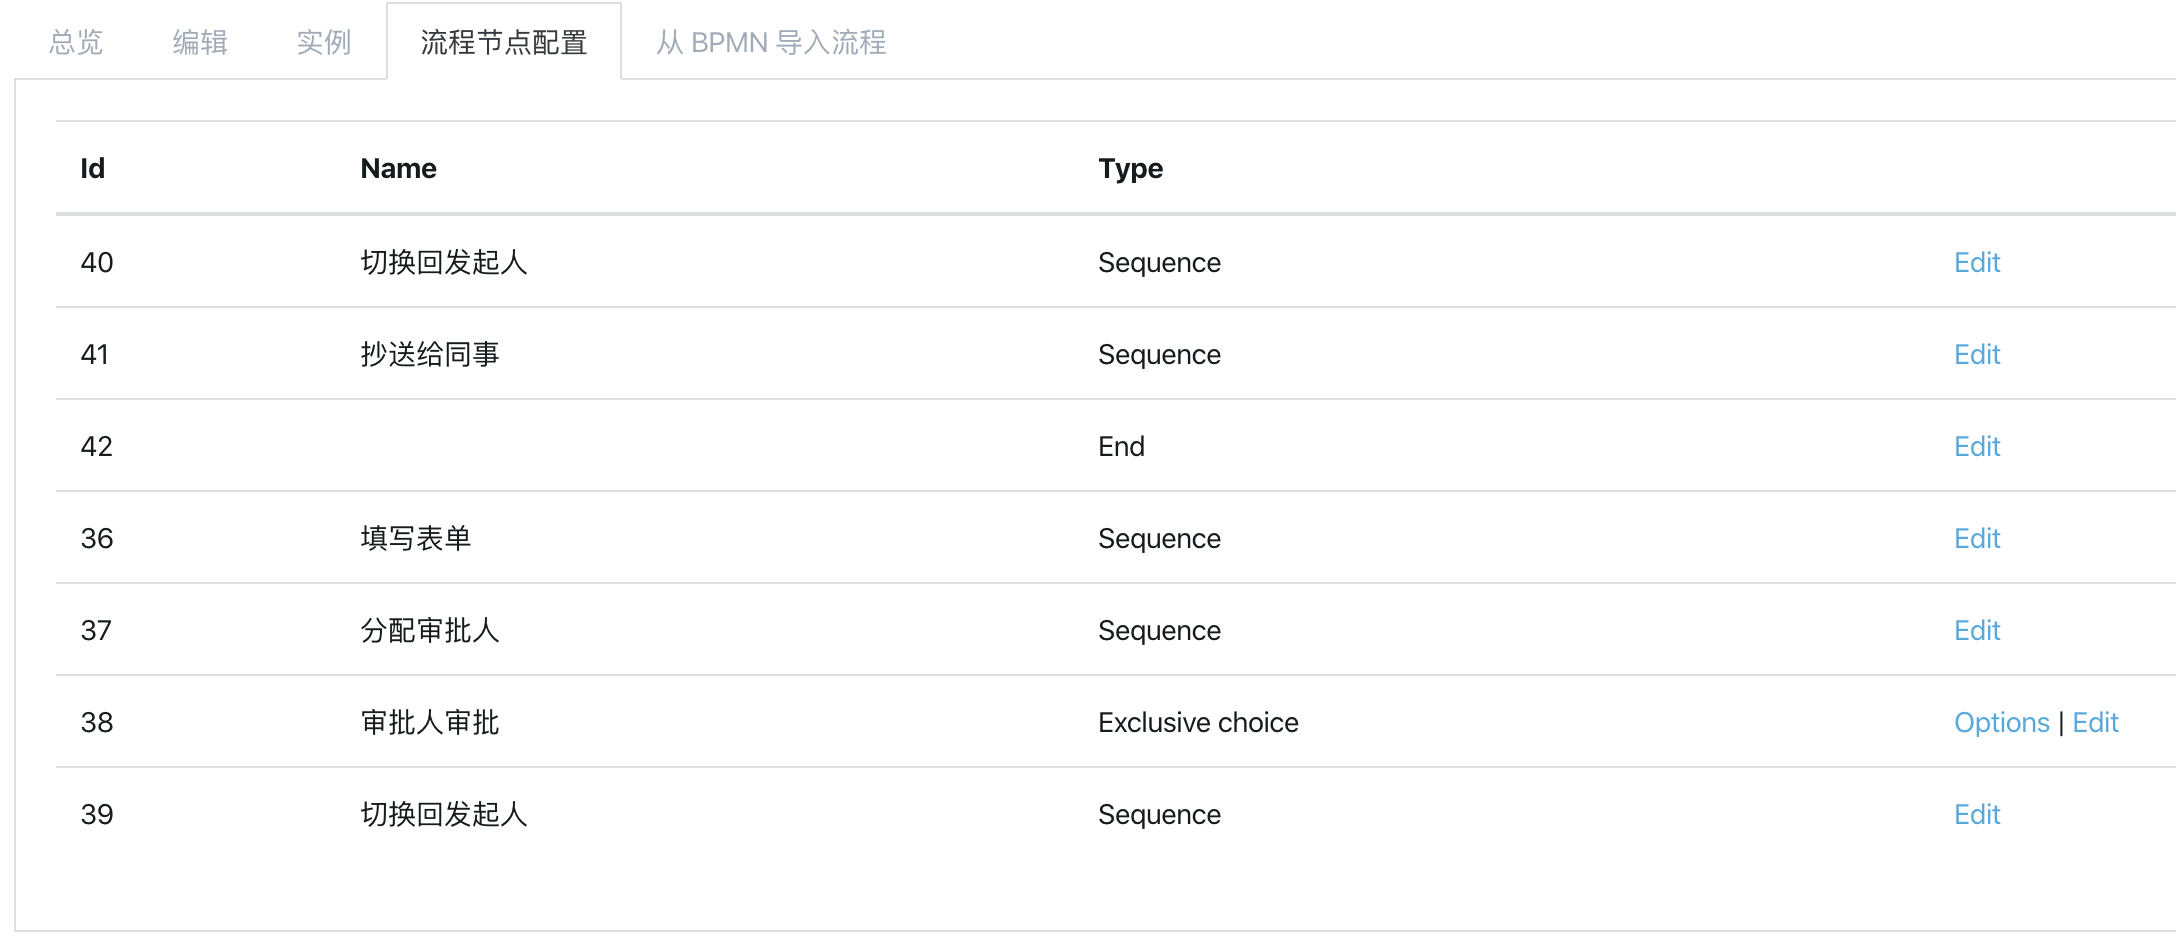 总览 编辑 实例 流程节点配置 从 BPMN 导入流程
Id Name Type
40 切换回发起人 Sequence Edit
41 抄送给同事 Sequence Edit
42 End Edit
36 填写表单 Sequence Edit
37 分配审批人 Sequence Edit
38 审批人审批 Exclusive choice Options | Edit
39 切换回发起人 Sequence Edit